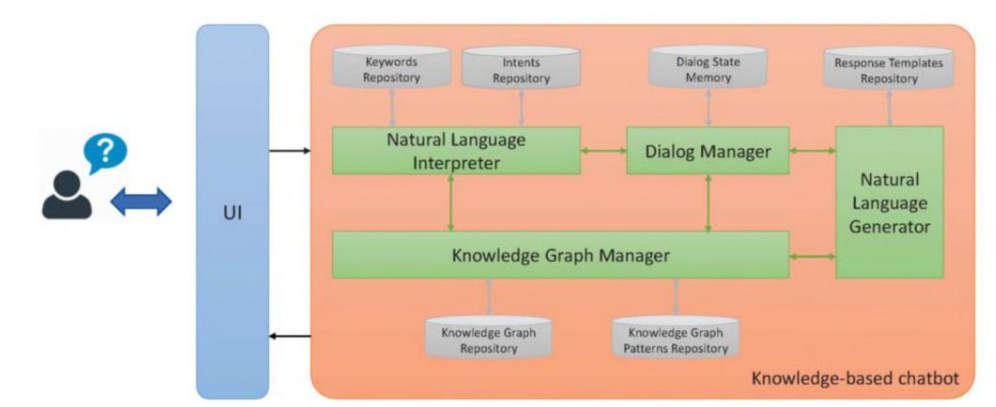 Keywords
Repository
Intents
Repository
Dialog State
Memory
Response Templates
Repository
?
Natural Language
Interpreter
Dialog Manager
Natural
Language
Generator
UI
Knowledge Graph Manager
Knowledge Graph
Repository
Knowledge Graph
Patterns Repository
Knowledge-based chatbot